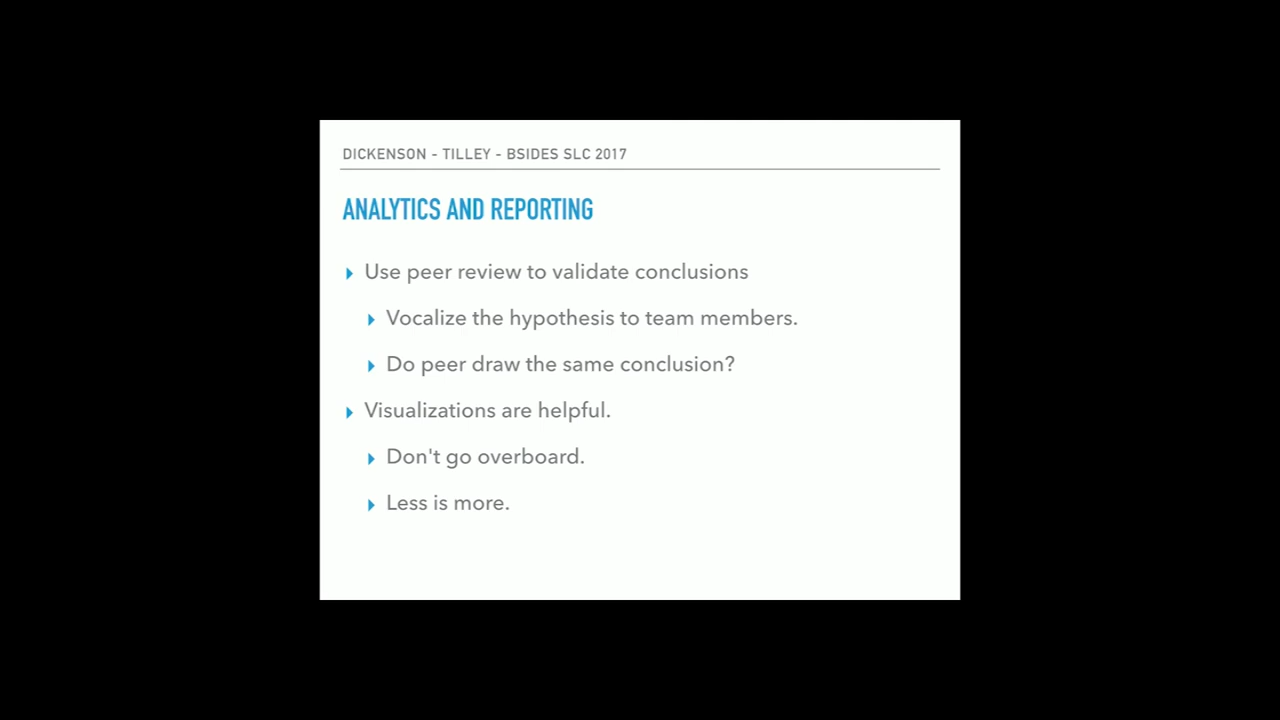 DICKENSON - TILLEY - BSIDES SLC 2017
ANALYTICS AND REPORTING
Use peer review to validate conclusions
Vocalize the hypothesis to team members.
Do peer draw the same conclusion?
Visualizations are helpful.
Don't go overboard.
Less is more.